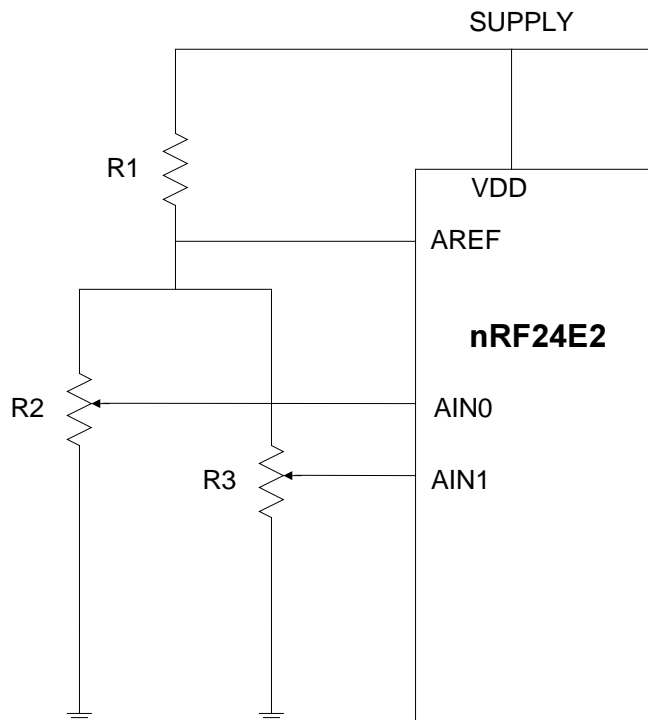 SUPPLY
R1
VDD
AREF
nRF24E2
R2
AIN0
R3
AIN1